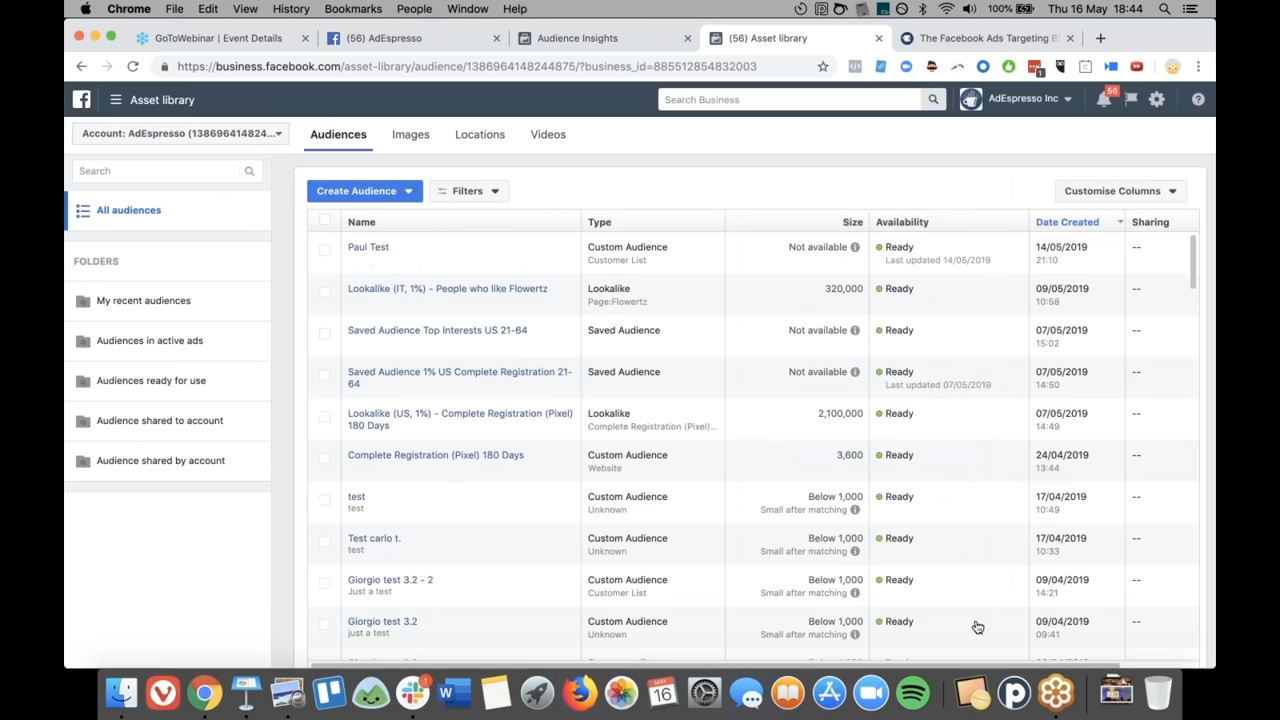 Chrome File Edit View History Bookmarks People Window Help 100% Thu 16 May 18:44
GoToWebinar | Event Details (56) AdEspresso Audience Insights (56) Asset library The Facebook Ads Targeting B
https://business.facebook.com/asset-library/audience/1386964148244875/?business_id=885512854832003
Asset library Search Business AdEspresso Inc 56
Account: AdEspresso (138696414824... Audiences Images Locations Videos
Search
Create Audience Filters Customise Columns
All audiences
FOLDERS
My recent audiences
Audiences in active ads
Audiences ready for use
Audience shared to account
Audience shared by account
Name Type Size Availability Date Created Sharing
Paul Test Custom Audience Not available Ready 14/05/2019 --
Customer List Last updated 14/05/2019 21:10
Lookalike (IT, 1%) - People who like Flowertz Lookalike 320,000 Ready 09/05/2019 --
Page:Flowertz 10:58
Saved Audience Top Interests US 21-64 Saved Audience Not available Ready 07/05/2019 --
15:02
Saved Audience 1% US Complete Registration 21- Saved Audience Not available Ready 07/05/2019 --
64 Last updated 07/05/2019 14:50
Lookalike (US, 1%) - Complete Registration (Pixel) Lookalike 2,100,000 Ready 07/05/2019 --
180 Days Complete Registration (Pixel)... 14:49
Complete Registration (Pixel) 180 Days Custom Audience 3,600 Ready 24/04/2019 --
Website 13:44
test Custom Audience Below 1,000 Ready 17/04/2019 --
test Unknown Small after matching 10:49
Test carlo t. Custom Audience Below 1,000 Ready 17/04/2019 --
test Unknown Small after matching 10:33
Giorgio test 3.2 - 2 Custom Audience Below 1,000 Ready 09/04/2019 --
Just a test Customer List Small after matching 14:21
Giorgio test 3.2 Custom Audience Below 1,000 Ready 09/04/2019 --
just a test Unknown Small after matching 09:41
1
MAY
16